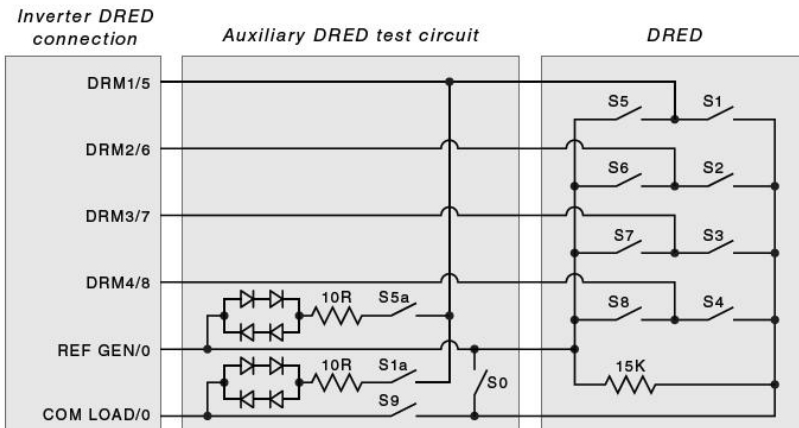 Inverter DRED
connection
Auxiliary DRED test circuit
DRED
DRM1/5
S5
S1
DRM2/6
S6
S2
DRM3/7
S7
S3
DRM4/8
10R
S5a
S8
S4
REF GEN/0
10R
S1a
S0
15K
S9
COM LOAD/0